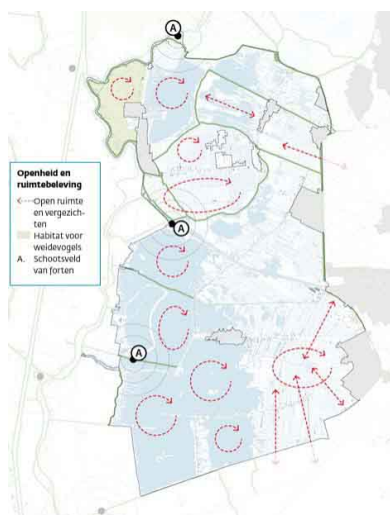 A
Openheid en
ruimtebeleving
Open ruimte
en vergezich-
ten
Habitat voor
weidevogels
A. Schootsveld
van forten
A
A